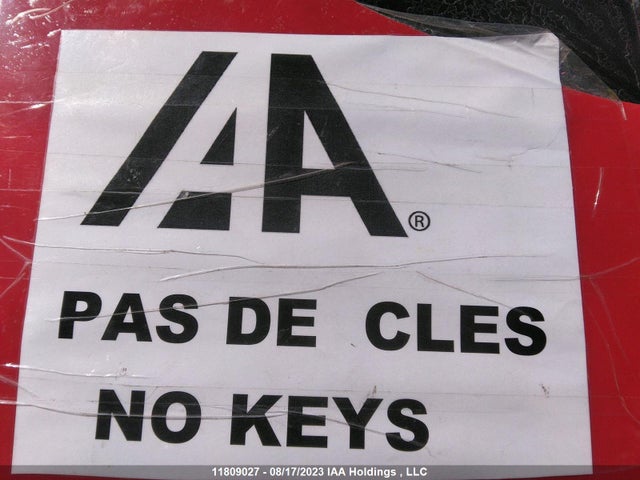 IAA®
PAS DE CLES
NO KEYS
11809027 - 08/17/2023 IAA Holdings , LLC